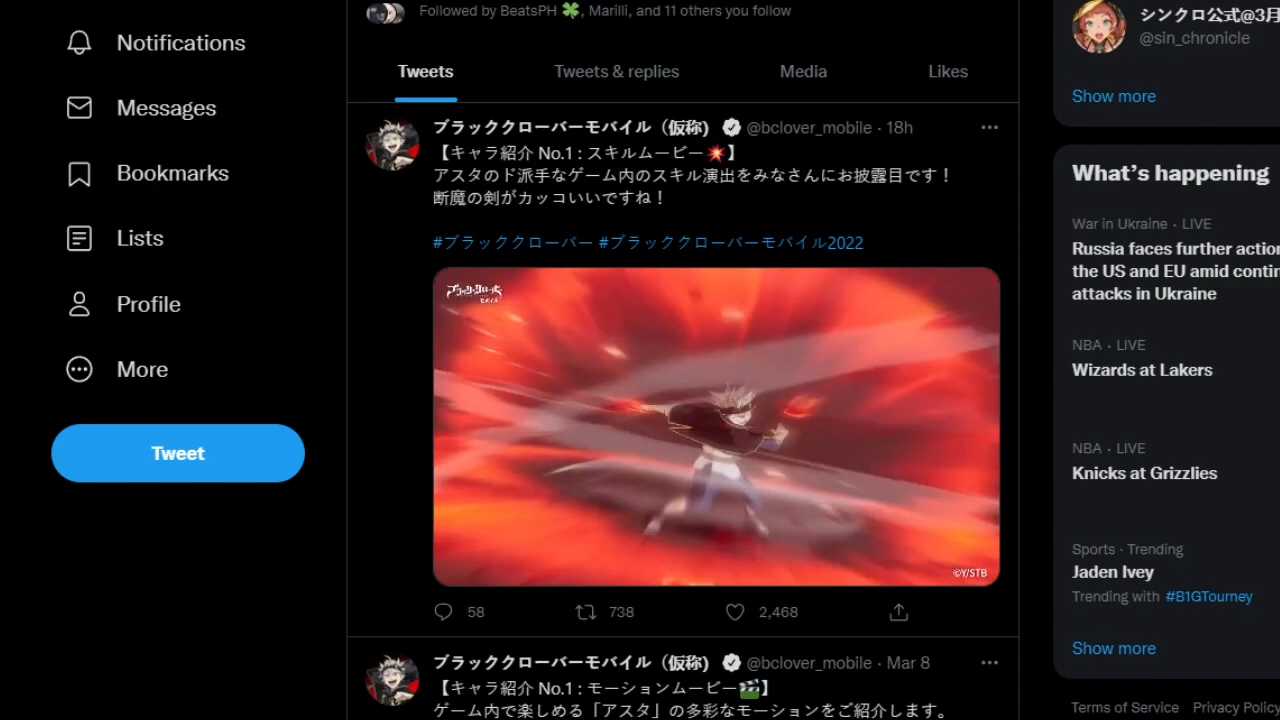 Notifications
Messages
Bookmarks
Lists
Profile
More
Tweet
Followed by BeatsPH 🍀, Marilli, and 11 others you follow
Tweets
Tweets & replies
Media
Likes
ブラッククローバーモバイル（仮称） @bclover_mobile · 18h
【キャラ紹介 No.1 : スキルムービー💥】
アスタのド派手なゲーム内のスキル演出をみなさんにお披露目です！
断魔の剣がカッコいいですね！
#ブラッククローバー #ブラッククローバーモバイル2022
ブラッククローバー
©Y/STB
58
738
2,468
ブラッククローバーモバイル（仮称） @bclover_mobile · Mar 8
【キャラ紹介 No.1 : モーションムービー🎬】
ゲーム内で楽しめる「アスタ」の多彩なモーションをご紹介します。
シンクロ公式@3月
@sin_chronicle
Show more
What's happening
War in Ukraine · LIVE
Russia faces further action
the US and EU amid contin
attacks in Ukraine
NBA · LIVE
Wizards at Lakers
NBA · LIVE
Knicks at Grizzlies
Sports · Trending
Jaden Ivey
Trending with #B1GTourney
Show more
Terms of Service Privacy Policy